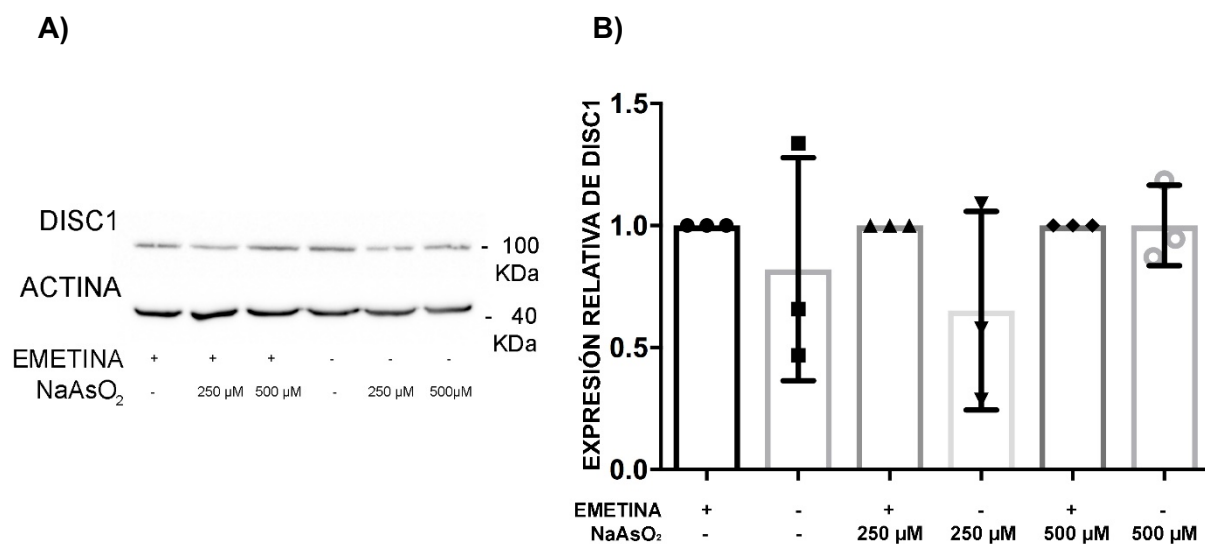 A)
DISC1
- 100 KDa
ACTINA
- 40 KDa
EMETINA + + + - - -
NaAsO₂ - 250 µM 500 µM - 250 µM 500µM
B)
EXPRESIÓN RELATIVA DE DISC1
1.5
1.0
0.5
0.0
EMETINA + - + - + -
NaAsO₂ - - 250 µM 250 µM 500 µM 500 µM